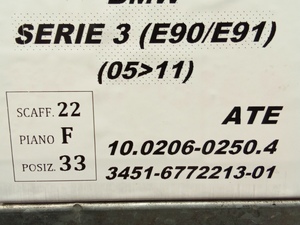 BMW
SERIE 3 (E90/E91)
(05>11)
SCAFF. 22
PIANO F
POSIZ. 33
ATE
10.0206-0250.4
3451-6772213-01